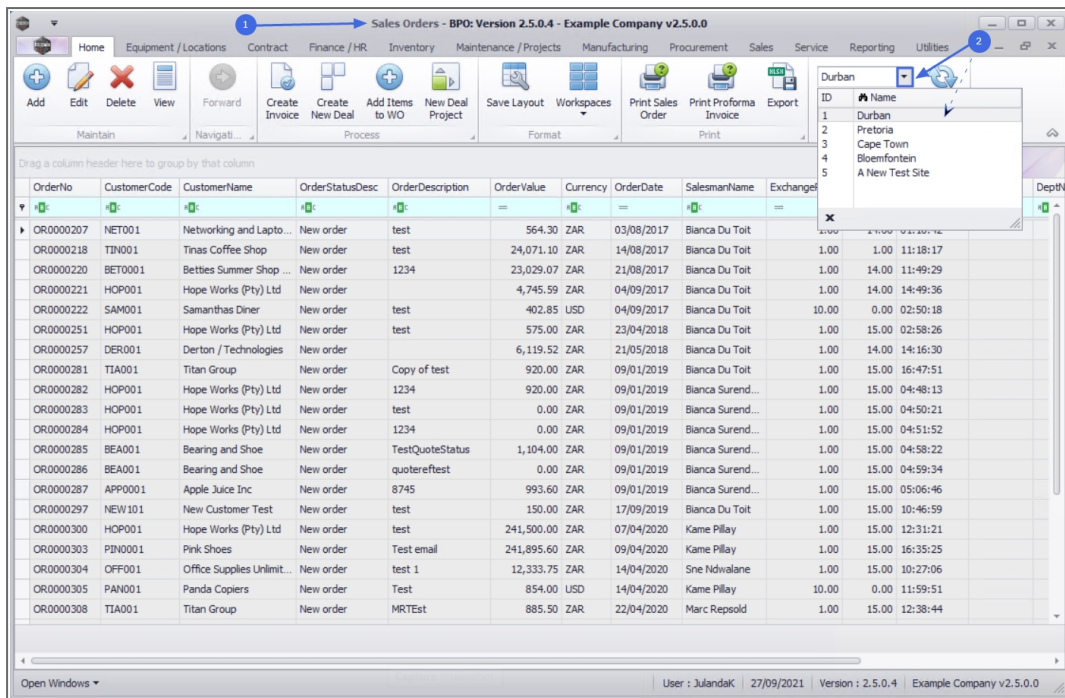 1 Sales Orders - BPO: Version 2.5.0.4 - Example Company v2.5.0.0
Home Equipment / Locations Contract Finance / HR Inventory Maintenance / Projects Manufacturing Procurement Sales Service Reporting Utilities 2
Add Edit Delete View Forward Create Invoice Create New Deal Add Items to WO New Deal Project Save Layout Workspaces Print Sales Order Print Proforma Invoice Export Durban
Maintain Navigati... Process Format Print
ID Name
1 Durban
2 Pretoria
3 Cape Town
4 Bloemfontein
5 A New Test Site
Drag a column header here to group by that column
OrderNo CustomerCode CustomerName OrderStatusDesc OrderDescription OrderValue Currency OrderDate SalesmanName DeptN
OR0000207 NET001 Networking and Lapto... New order test 564.30 ZAR 03/08/2017 Bianca Du Toit 1.00 14.00
OR0000218 TIN001 Tinas Coffee Shop New order test 24,071.10 ZAR 14/08/2017 Bianca Du Toit 1.00 1.00 11:18:17
OR0000220 BET0001 Betties Summer Shop ... New order 1234 23,029.07 ZAR 21/08/2017 Bianca Du Toit 1.00 14.00 11:49:29
OR0000221 HOP001 Hope Works (Pty) Ltd New order 4,745.59 ZAR 04/09/2017 Bianca Du Toit 1.00 14.00 14:49:36
OR0000222 SAM001 Samanthas Diner New order test 402.85 USD 04/09/2017 Bianca Du Toit 10.00 0.00 02:50:18
OR0000251 HOP001 Hope Works (Pty) Ltd New order test 575.00 ZAR 23/04/2018 Bianca Du Toit 1.00 15.00 02:58:26
OR0000257 DER001 Derton / Technologies New order 6,119.52 ZAR 21/05/2018 Bianca Du Toit 1.00 14.00 14:16:30
OR0000281 TIA001 Titan Group New order Copy of test 920.00 ZAR 09/01/2019 Bianca Du Toit 1.00 15.00 16:47:51
OR0000282 HOP001 Hope Works (Pty) Ltd New order 1234 920.00 ZAR 09/01/2019 Bianca Surend... 1.00 15.00 04:48:13
OR0000283 HOP001 Hope Works (Pty) Ltd New order test 0.00 ZAR 09/01/2019 Bianca Surend... 1.00 15.00 04:50:21
OR0000284 HOP001 Hope Works (Pty) Ltd New order 1234 0.00 ZAR 09/01/2019 Bianca Surend... 1.00 15.00 04:51:52
OR0000285 BEA001 Bearing and Shoe New order TestQuoteStatus 1,104.00 ZAR 09/01/2019 Bianca Surend... 1.00 15.00 04:58:22
OR0000286 BEA001 Bearing and Shoe New order quotereftest 0.00 ZAR 09/01/2019 Bianca Surend... 1.00 15.00 04:59:34
OR0000287 APP0001 Apple Juice Inc New order 8745 993.60 ZAR 09/01/2019 Bianca Surend... 1.00 15.00 05:06:46
OR0000297 NEW101 New Customer Test New order test 150.00 ZAR 17/09/2019 Bianca Du Toit 1.00 15.00 10:46:59
OR0000300 HOP001 Hope Works (Pty) Ltd New order test 241,500.00 ZAR 07/04/2020 Kame Pillay 1.00 15.00 12:31:21
OR0000303 PIN0001 Pink Shoes New order Test email 241,895.60 ZAR 09/04/2020 Kame Pillay 1.00 15.00 16:35:25
OR0000304 OFF001 Office Supplies Unlimit... New order test 1 12,333.75 ZAR 14/04/2020 Sne Ndwalane 1.00 15.00 10:27:06
OR0000305 PAN001 Panda Copiers New order Test 854.00 USD 14/04/2020 Kame Pillay 10.00 0.00 11:59:51
OR0000308 TIA001 Titan Group New order MRTEst 885.50 ZAR 22/04/2020 Marc Repsold 1.00 15.00 12:38:44
Open Windows User : JulandaK 27/09/2021 Version : 2.5.0.4 Example Company v2.5.0.0